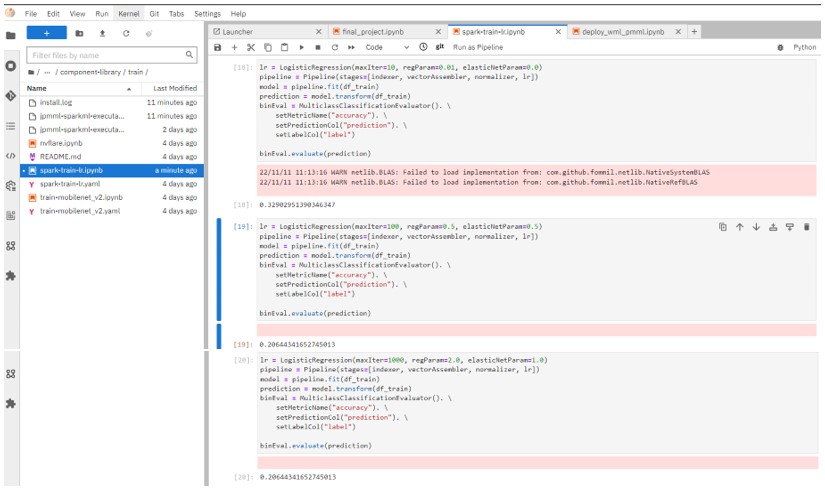 File Edit View Run Kernel Git Tabs Settings Help
Filter files by name
/ ··· / component-library / train /
Name Last Modified
install.log 11 minutes ago
jpmml-sparkml-executa... 11 minutes ago
jpmml-sparkml-executa... 2 days ago
nvflare.ipynb 4 days ago
README.md 4 days ago
spark-train-lr.ipynb a minute ago
spark-train-lr.yaml 4 days ago
train-mobilenet_v2.ipynb 4 days ago
train-mobilenet_v2.yaml 4 days ago
Launcher
final_project.ipynb
spark-train-lr.ipynb
deploy_wml_pmml.ipynb
Code
git
Run as Pipeline
Python
[18]: lr = LogisticRegression(maxIter=10, regParam=0.01, elasticNetParam=0.0)
pipeline = Pipeline(stages=[indexer, vectorAssembler, normalizer, lr])
model = pipeline.fit(df_train)
prediction = model.transform(df_train)
binEval = MulticlassClassificationEvaluator(). \
setMetricName("accuracy"). \
setPredictionCol("prediction"). \
setLabelCol("label")
binEval.evaluate(prediction)
22/11/11 11:13:16 WARN netlib.BLAS: Failed to load implementation from: com.github.fommil.netlib.NativeSystemBLAS
22/11/11 11:13:16 WARN netlib.BLAS: Failed to load implementation from: com.github.fommil.netlib.NativeRefBLAS
[18]: 0.32902951390346347
[19]: lr = LogisticRegression(maxIter=100, regParam=0.5, elasticNetParam=0.5)
pipeline = Pipeline(stages=[indexer, vectorAssembler, normalizer, lr])
model = pipeline.fit(df_train)
prediction = model.transform(df_train)
binEval = MulticlassClassificationEvaluator(). \
setMetricName("accuracy"). \
setPredictionCol("prediction"). \
setLabelCol("label")
binEval.evaluate(prediction)
[19]: 0.20644341652745013
[20]: lr = LogisticRegression(maxIter=1000, regParam=2.0, elasticNetParam=1.0)
pipeline = Pipeline(stages=[indexer, vectorAssembler, normalizer, lr])
model = pipeline.fit(df_train)
prediction = model.transform(df_train)
binEval = MulticlassClassificationEvaluator(). \
setMetricName("accuracy"). \
setPredictionCol("prediction"). \
setLabelCol("label")
binEval.evaluate(prediction)
[20]: 0.20644341652745013